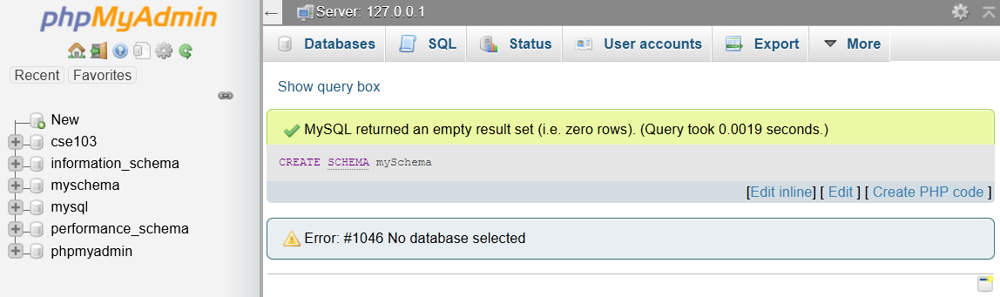 phpMyAdmin
Recent Favorites
New
cse103
information_schema
myschema
mysql
performance_schema
phpmyadmin
Server: 127.0.0.1
Databases SQL Status User accounts Export More
Show query box
MySQL returned an empty result set (i.e. zero rows). (Query took 0.0019 seconds.)
CREATE SCHEMA mySchema
[Edit inline] [ Edit ] [ Create PHP code ]
Error: #1046 No database selected